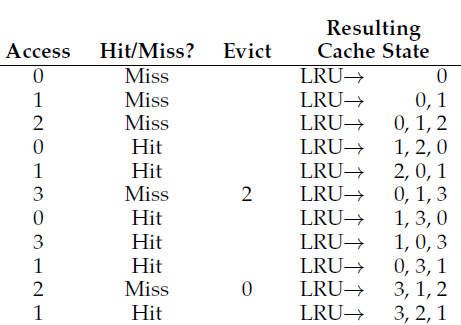 Resulting
Access Hit/Miss? Evict Cache State
0 Miss LRU→ 0
1 Miss LRU→ 0, 1
2 Miss LRU→ 0, 1, 2
0 Hit LRU→ 1, 2, 0
1 Hit LRU→ 2, 0, 1
3 Miss 2 LRU→ 0, 1, 3
0 Hit LRU→ 1, 3, 0
3 Hit LRU→ 1, 0, 3
1 Hit LRU→ 0, 3, 1
2 Miss 0 LRU→ 3, 1, 2
1 Hit LRU→ 3, 2, 1